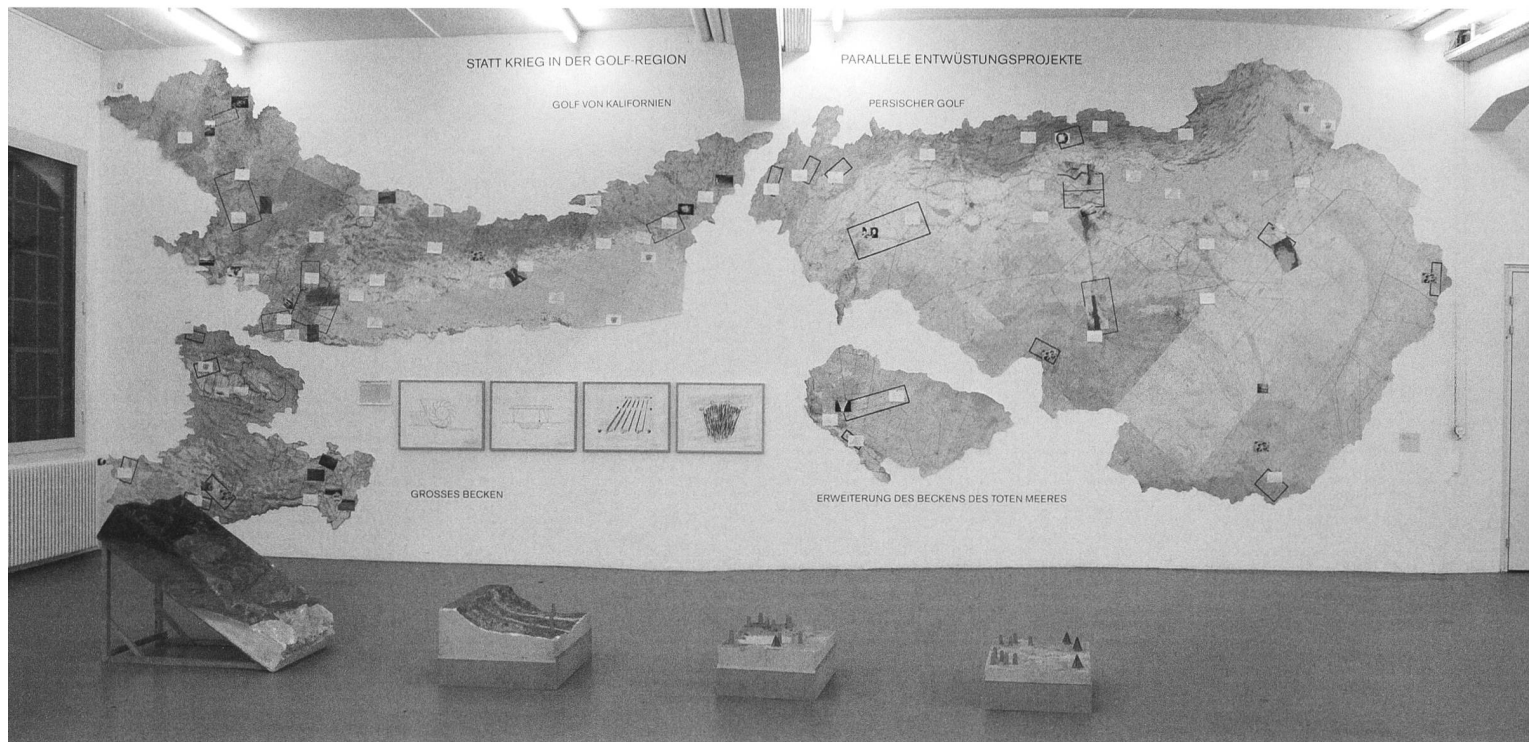 STATT KRIEG IN DER GOLF-REGION
PARALLELE ENTWÜSTUNGSPROJEKTE
GOLF VON KALIFORNIEN
PERSISCHER GOLF
GROSSES BECKEN
ERWEITERUNG DES BECKENS DES TOTEN MEERES